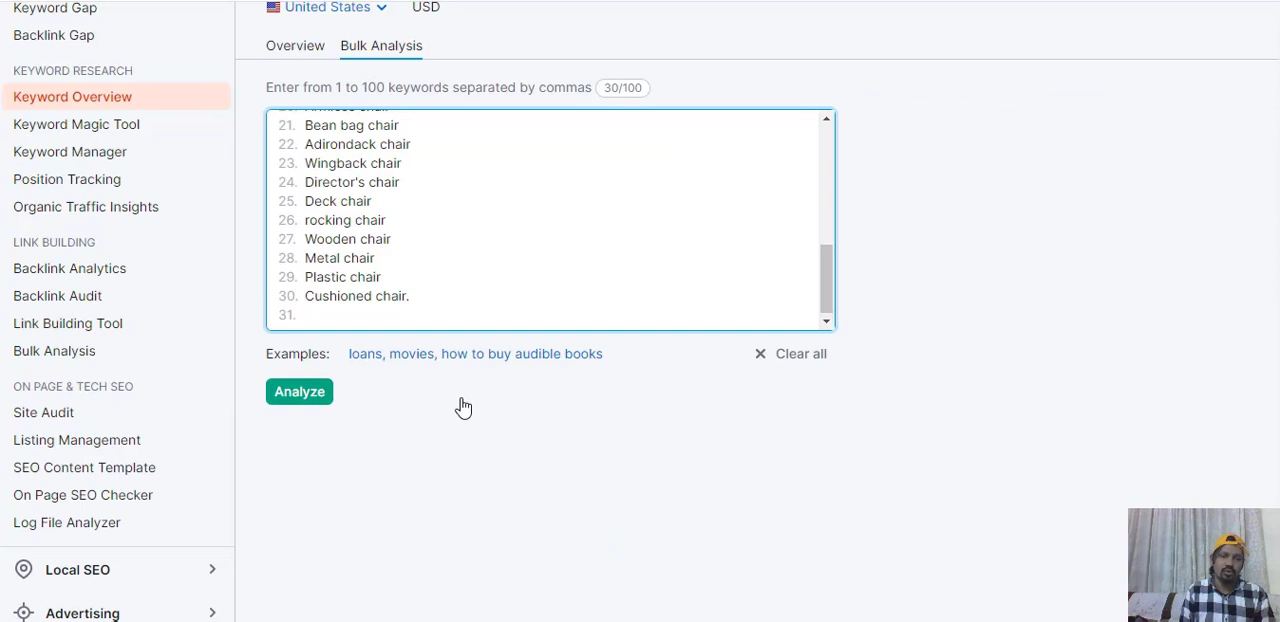 Keyword Gap
Backlink Gap
KEYWORD RESEARCH
Keyword Overview
Keyword Magic Tool
Keyword Manager
Position Tracking
Organic Traffic Insights
LINK BUILDING
Backlink Analytics
Backlink Audit
Link Building Tool
Bulk Analysis
ON PAGE & TECH SEO
Site Audit
Listing Management
SEO Content Template
On Page SEO Checker
Log File Analyzer
Local SEO
Advertising
United States USD
Overview Bulk Analysis
Enter from 1 to 100 keywords separated by commas 30/100
21. Bean bag chair
22. Adirondack chair
23. Wingback chair
24. Director's chair
25. Deck chair
26. rocking chair
27. Wooden chair
28. Metal chair
29. Plastic chair
30. Cushioned chair.
31.
Examples: loans, movies, how to buy audible books Clear all
Analyze